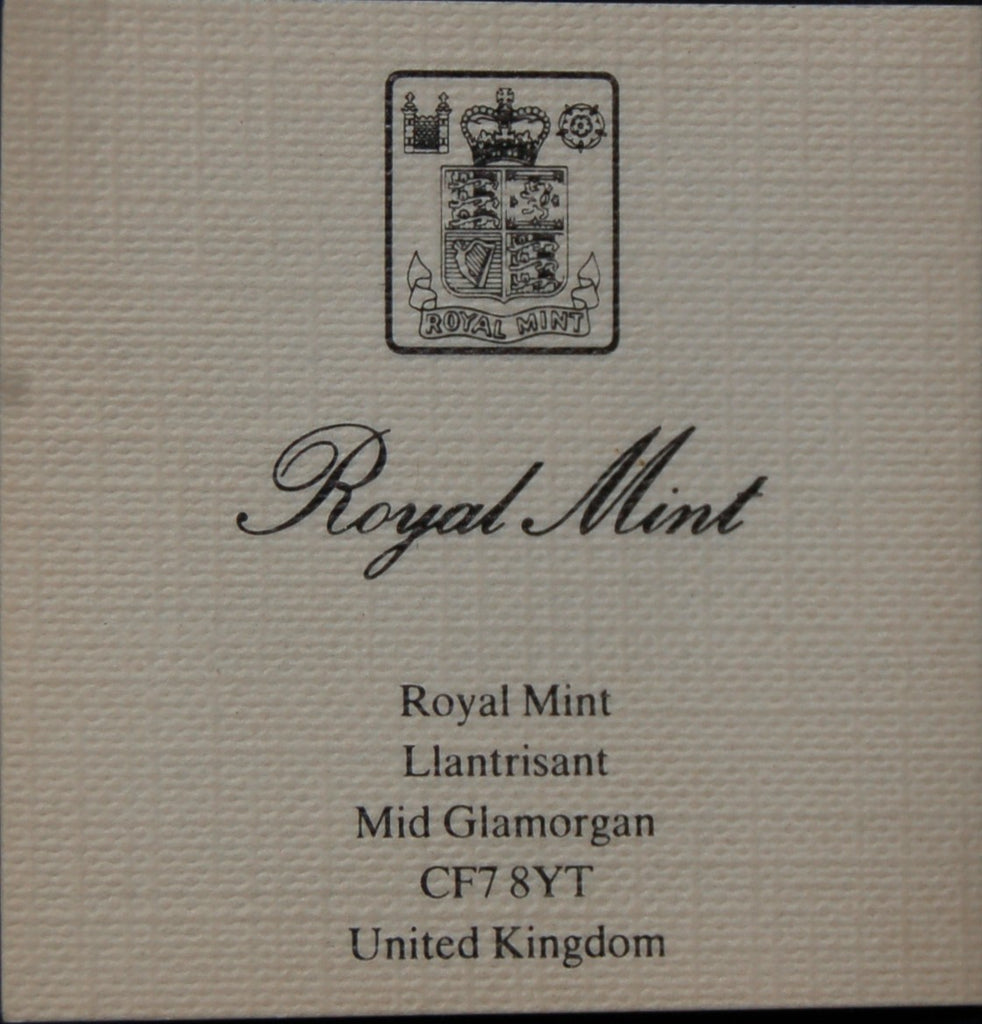 ROYAL MINT
Royal Mint
Royal Mint
Llantrisant
Mid Glamorgan
CF7 8YT
United Kingdom